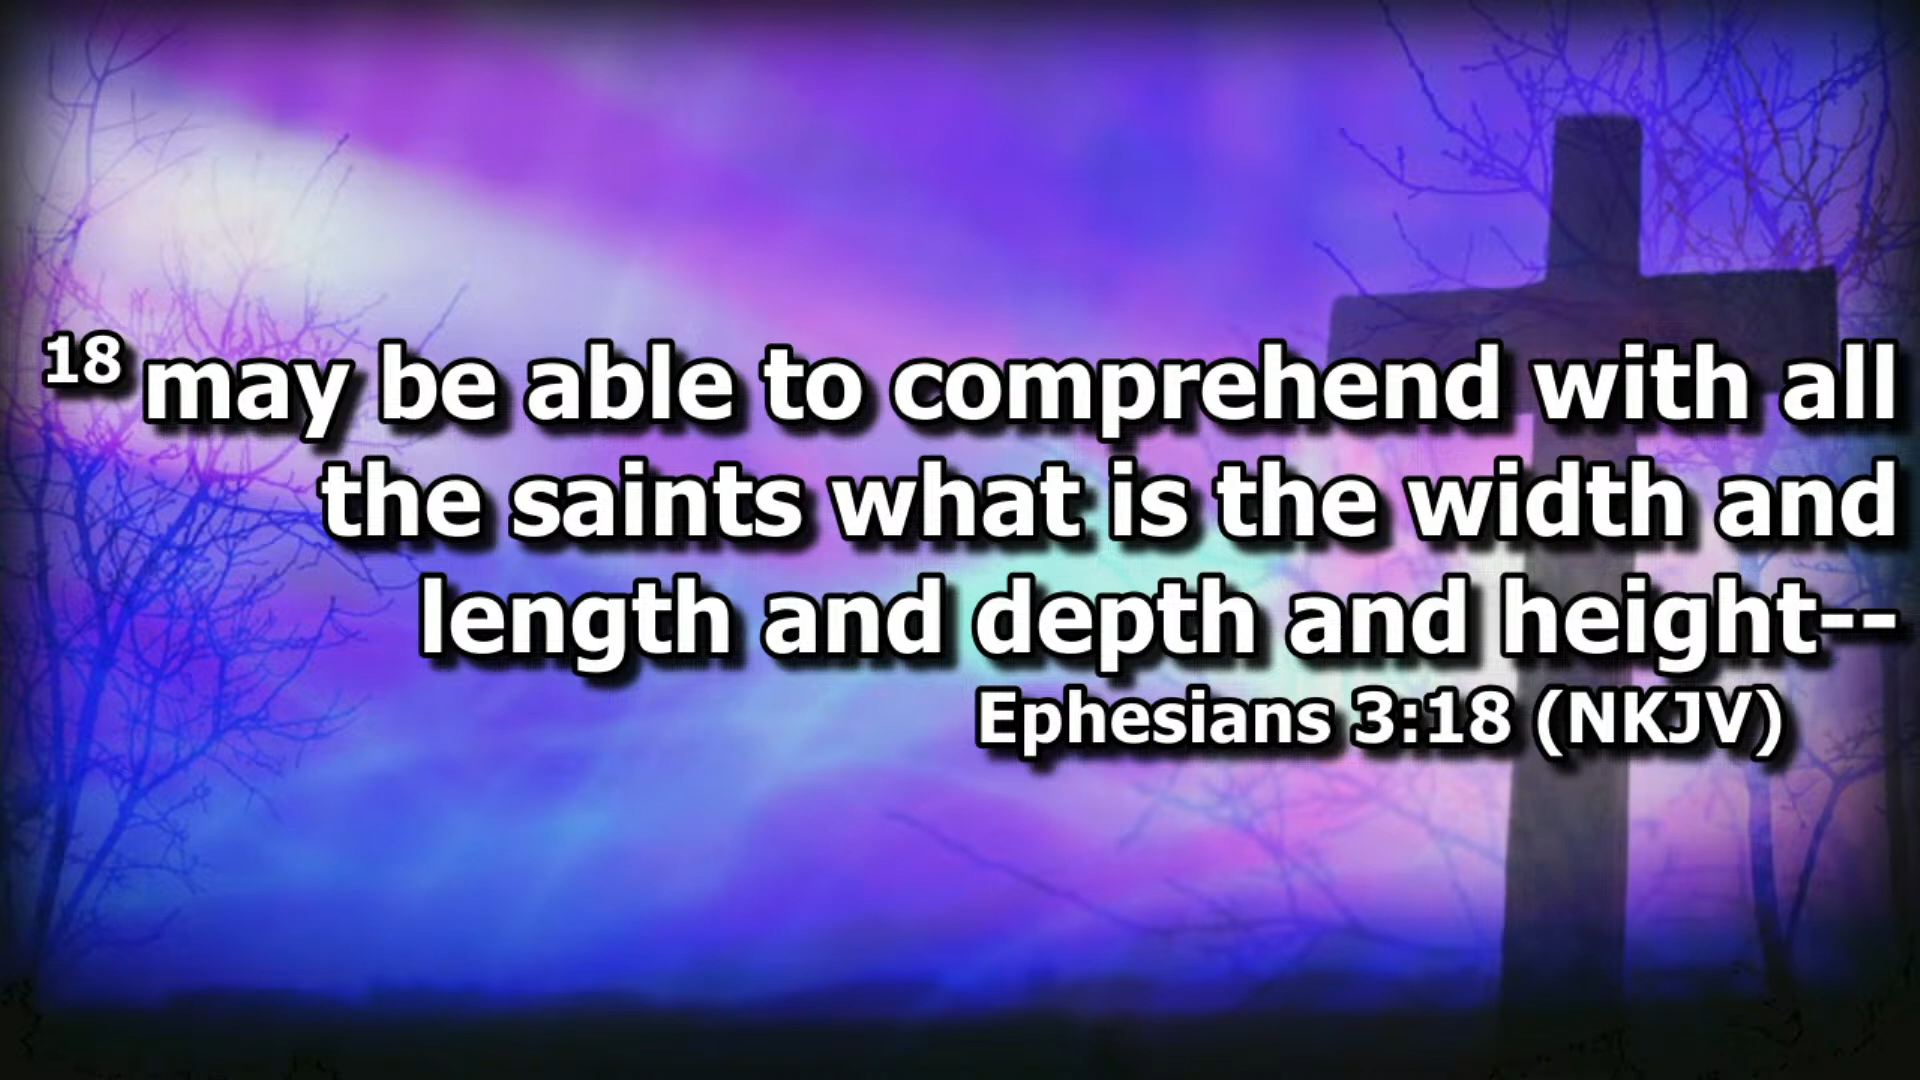 18 may be able to comprehend with all
the saints what is the width and
length and depth and height--
Ephesians 3:18 (NKJV)